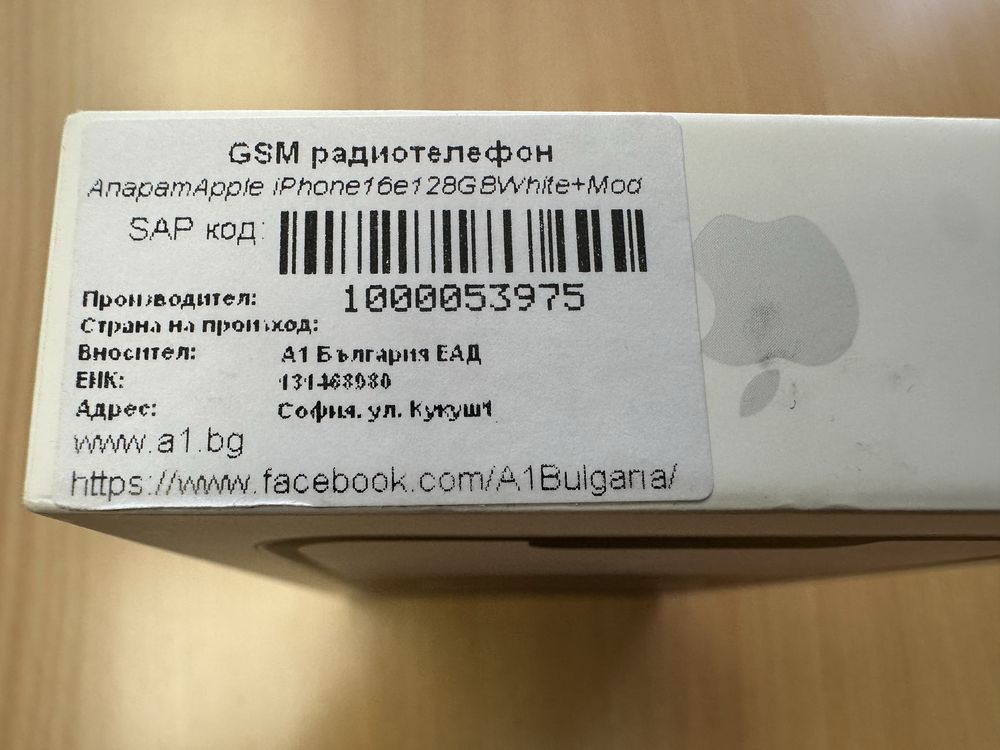 GSM радиотелефон
АпаратApple iPhone16e128GBWhite+Mod
SAP код:
1000053975
Производител:
Страна на произход:
Вносител: А1 България ЕАД
ЕИК: 131468980
Адрес: София, ул. Кукуш1
www.a1.bg
https://www.facebook.com/A1Bulgaria/